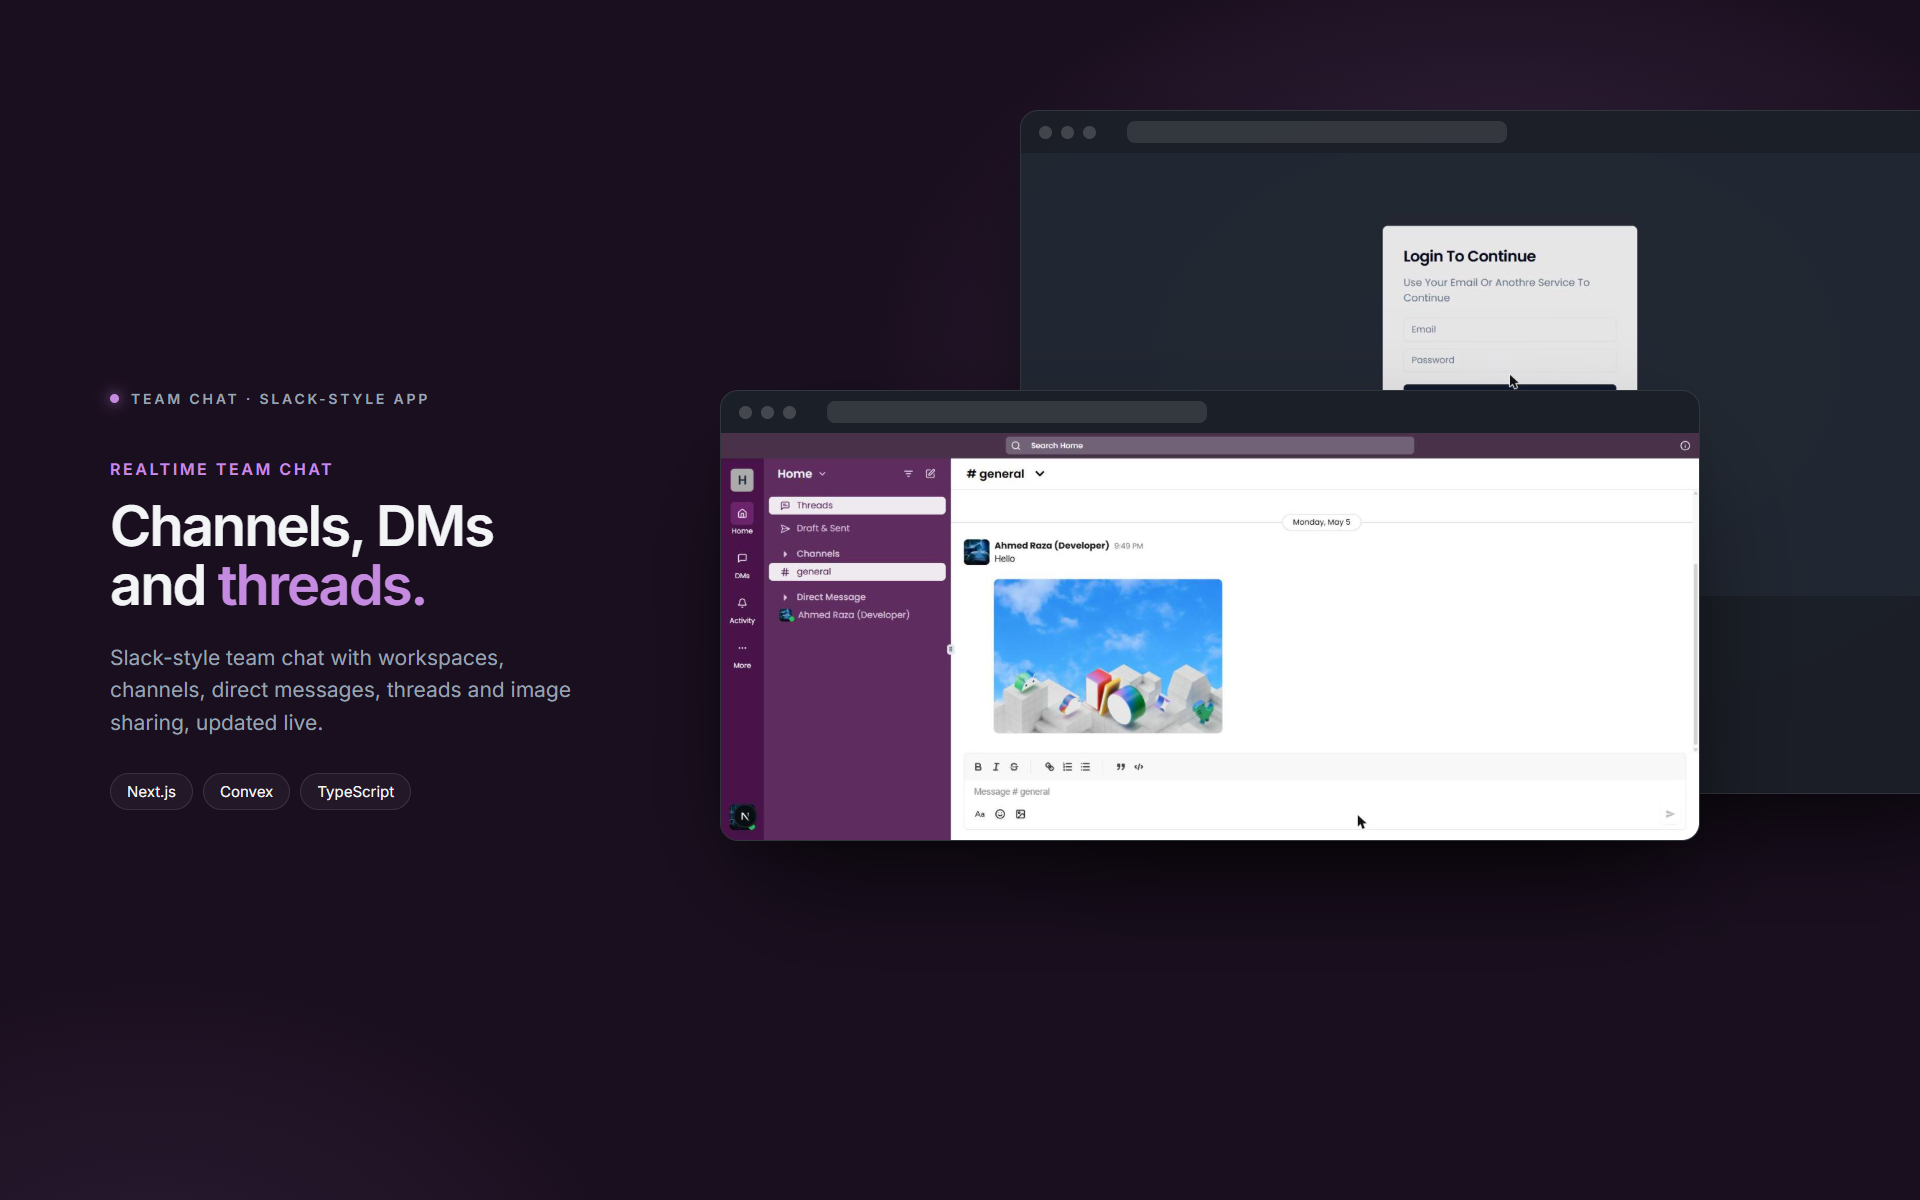 TEAM CHAT · SLACK-STYLE APP
REALTIME TEAM CHAT
Channels, DMs
and threads.
Slack-style team chat with workspaces,
channels, direct messages, threads and image
sharing, updated live.
Next.js
Convex
TypeScript
Login To Continue
Use Your Email Or Anothre Service To
Continue
Email
Password
Search Home
H
Home
DMs
Activity
More
N
Home
Threads
Draft & Sent
Channels
# general
Direct Message
Ahmed Raza (Developer)
# general
Monday, May 5
Ahmed Raza (Developer) 9:49 PM
Hello
B I S
Message # general
Aa